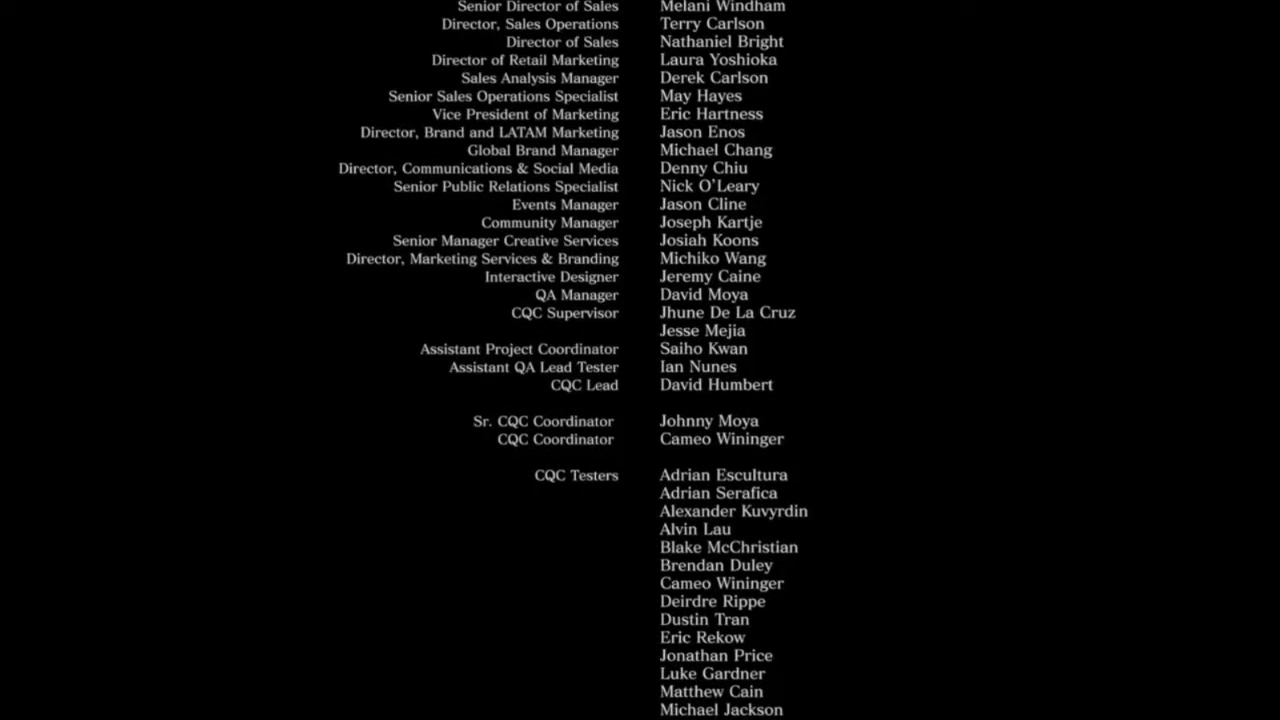 Senior Director of Sales Melani Windham
Director, Sales Operations Terry Carlson
Director of Sales Nathaniel Bright
Director of Retail Marketing Laura Yoshioka
Sales Analysis Manager Derek Carlson
Senior Sales Operations Specialist May Hayes
Vice President of Marketing Eric Hartness
Director, Brand and LATAM Marketing Jason Enos
Global Brand Manager Michael Chang
Director, Communications & Social Media Denny Chiu
Senior Public Relations Specialist Nick O'Leary
Events Manager Jason Cline
Community Manager Joseph Kartje
Senior Manager Creative Services Josiah Koons
Director, Marketing Services & Branding Michiko Wang
Interactive Designer Jeremy Caine
QA Manager David Moya
CQC Supervisor Jhune De La Cruz
Jesse Mejia
Assistant Project Coordinator Saiho Kwan
Assistant QA Lead Tester Ian Nunes
CQC Lead David Humbert
Sr. CQC Coordinator Johnny Moya
CQC Coordinator Cameo Wininger
CQC Testers Adrian Escultura
Adrian Serafica
Alexander Kuvyrdin
Alvin Lau
Blake McChristian
Brendan Duley
Cameo Wininger
Deirdre Rippe
Dustin Tran
Eric Rekow
Jonathan Price
Luke Gardner
Matthew Cain
Michael Jackson